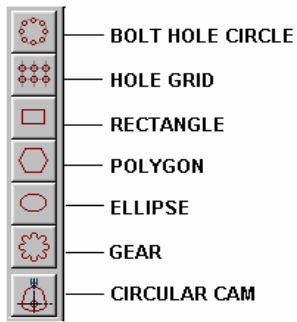 BOLT HOLE CIRCLE
HOLE GRID
RECTANGLE
POLYGON
ELLIPSE
GEAR
CIRCULAR CAM